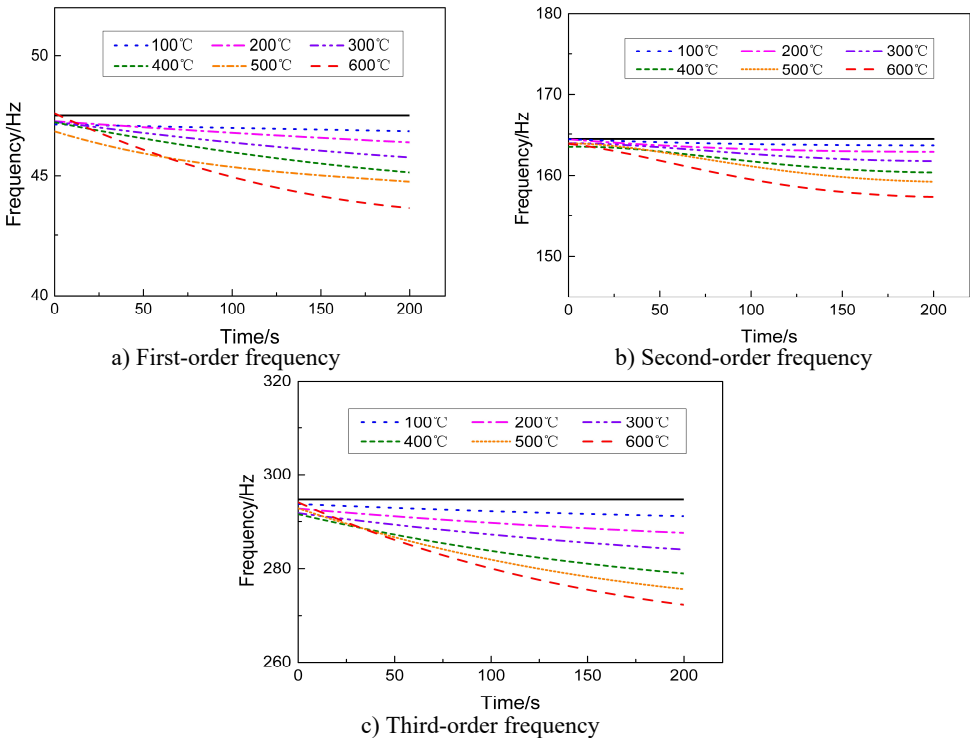 50
45
40
Frequency/Hz
100℃ 200℃ 300℃
400℃ 500℃ 600℃
0 50 100 150 200
Time/s
a) First-order frequency
180
170
160
150
Frequency/Hz
100℃ 200℃ 300℃
400℃ 500℃ 600℃
0 50 100 150 200
Time/s
b) Second-order frequency
320
300
280
260
Frequency/Hz
100℃ 200℃ 300℃
400℃ 500℃ 600℃
0 50 100 150 200
Time/s
c) Third-order frequency